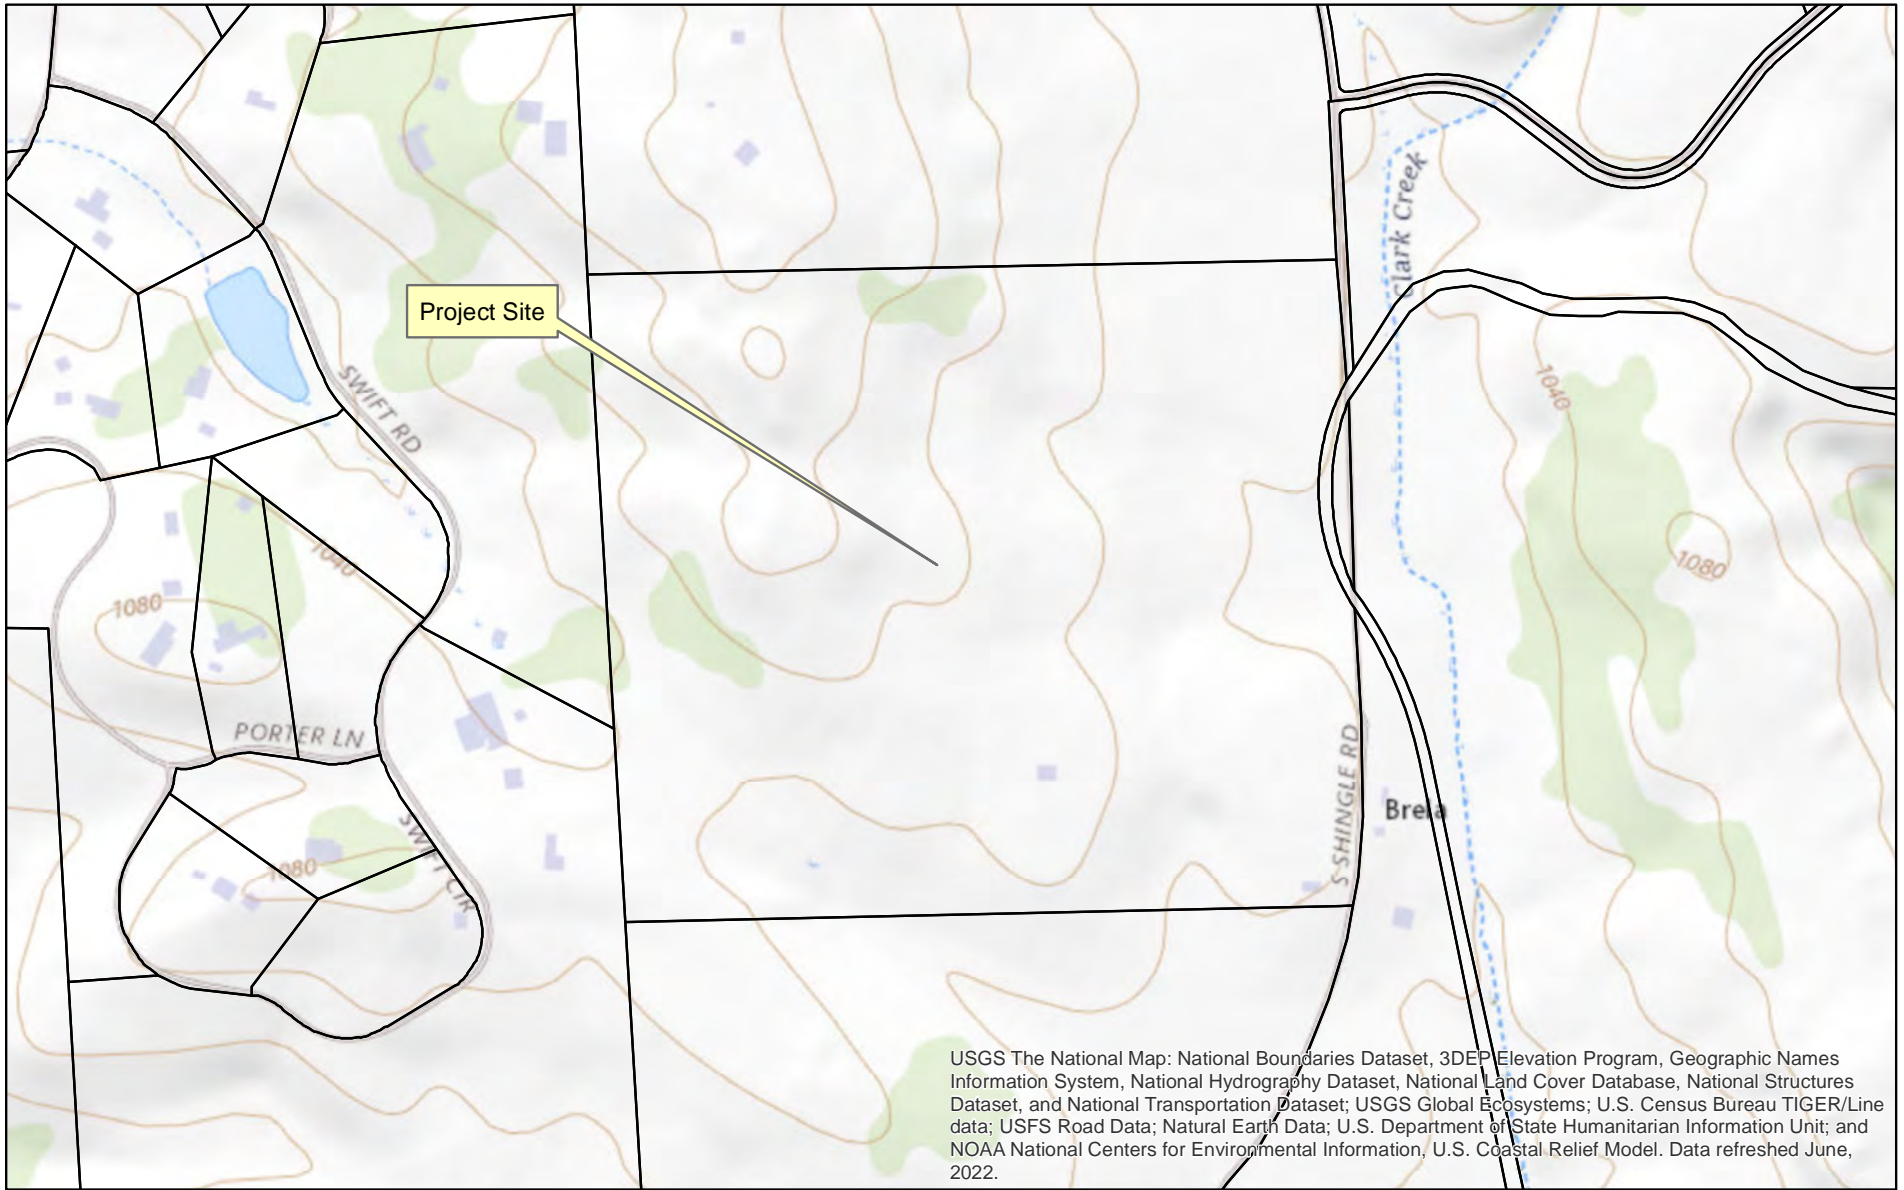 Clark Creek
Project Site
SWIFT RD
1040
1040
1080
1080
PORTER LN
S SHINGLE RD
Brela
SWIFT CIR
1080
USGS The National Map: National Boundaries Dataset, 3DEP Elevation Program, Geographic Names
Information System, National Hydrography Dataset, National Land Cover Database, National Structures
Dataset, and National Transportation Dataset; USGS Global Ecosystems; U.S. Census Bureau TIGER/Line
data; USFS Road Data; Natural Earth Data; U.S. Department of State Humanitarian Information Unit; and
NOAA National Centers for Environmental Information, U.S. Coastal Relief Model. Data refreshed June,
2022.